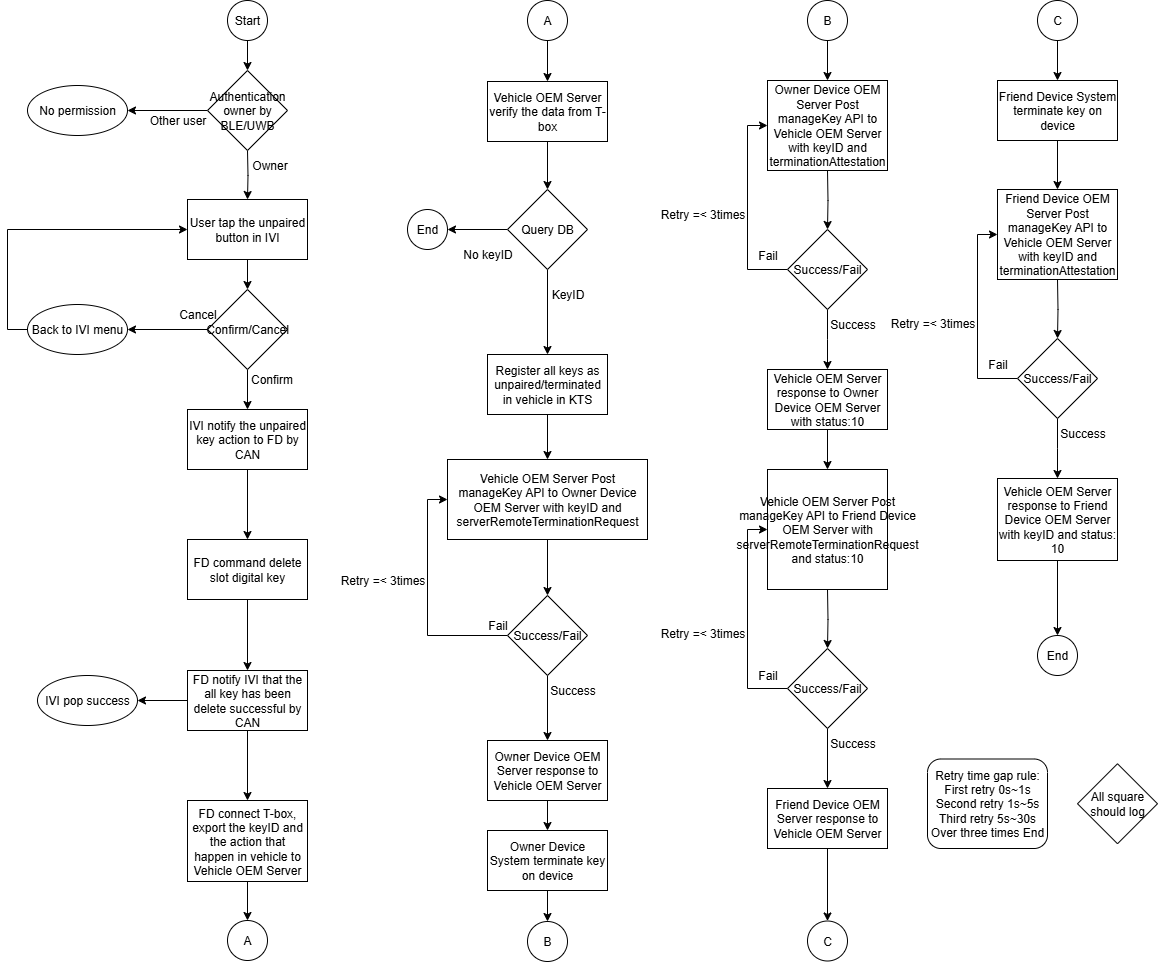 Start
Authentication
owner by
BLE/UWB
No permission
Other user
Owner
User tap the unpaired
button in IVI
Cancel
Confirm/Cancel
Back to IVI menu
Confirm
IVI notify the unpaired
key action to FD by
CAN
FD command delete
slot digital key
FD notify IVI that the
all key has been
delete successful by
CAN
IVI pop success
FD connect T-box,
export the keyID and
the action that
happen in vehicle to
Vehicle OEM Server
A
A
Vehicle OEM Server
verify the data from T-
box
Query DB
End
No keyID
KeyID
Register all keys as
unpaired/terminated
in vehicle in KTS
Vehicle OEM Server Post
manageKey API to Owner Device
OEM Server with keyID and
serverRemoteTerminationRequest
Retry =< 3times
Fail
Success/Fail
Success
Owner Device OEM
Server response to
Vehicle OEM Server
Owner Device
System terminate key
on device
B
B
Owner Device OEM
Server Post
manageKey API to
Vehicle OEM Server
with keyID and
terminationAttestation
Retry =< 3times
Fail
Success/Fail
Success
Vehicle OEM Server
response to Owner
Device OEM Server
with status:10
Vehicle OEM Server Post
manageKey API to Friend Device
OEM Server with
serverRemoteTerminationRequest
and status:10
Retry =< 3times
Fail
Success/Fail
Success
Friend Device OEM
Server response to
Vehicle OEM Server
C
C
Friend Device System
terminate key on
device
Friend Device OEM
Server Post
manageKey API to
Vehicle OEM Server
with keyID and
terminationAttestation
Retry =< 3times
Fail
Success/Fail
Success
Vehicle OEM Server
response to Friend
Device OEM Server
with keyID and status:
10
End
Retry time gap rule:
First retry 0s~1s
Second retry 1s~5s
Third retry 5s~30s
Over three times End
All square
should log